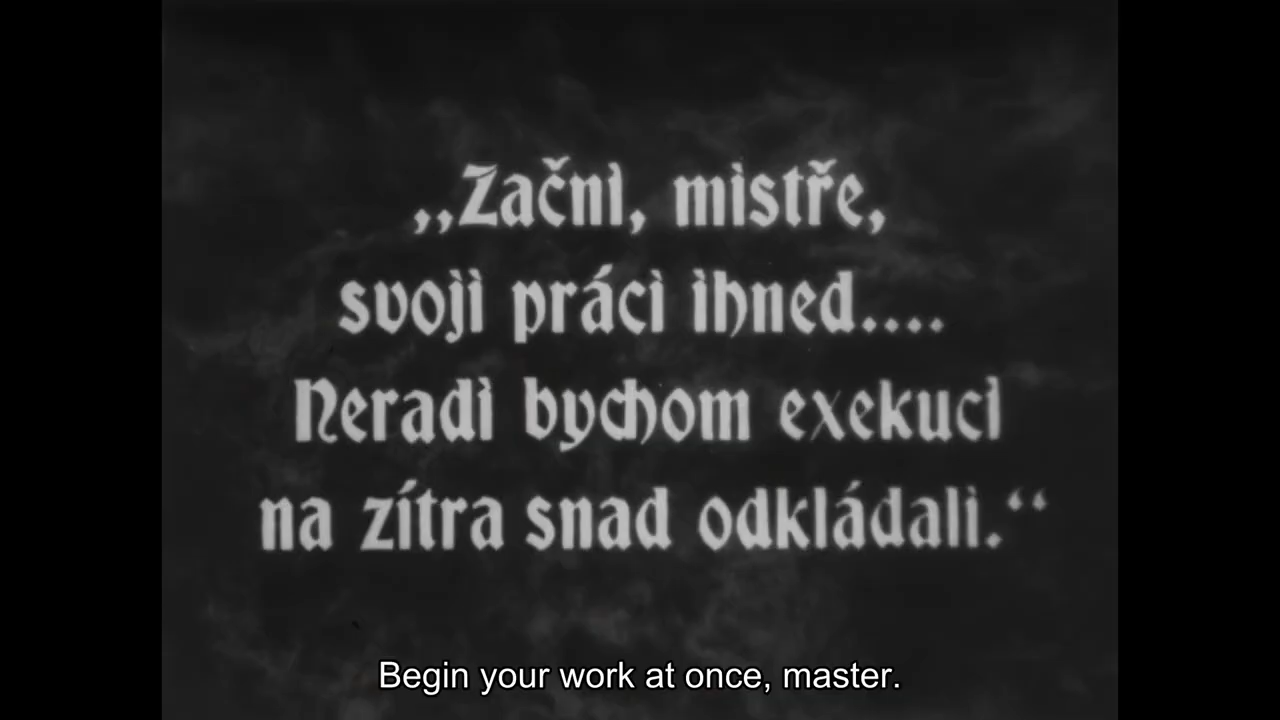 ,,Začni, mistře,
svoji práci ihned....
Neradi bychom exekuci
na zítra snad odkládali.“
Begin your work at once, master.